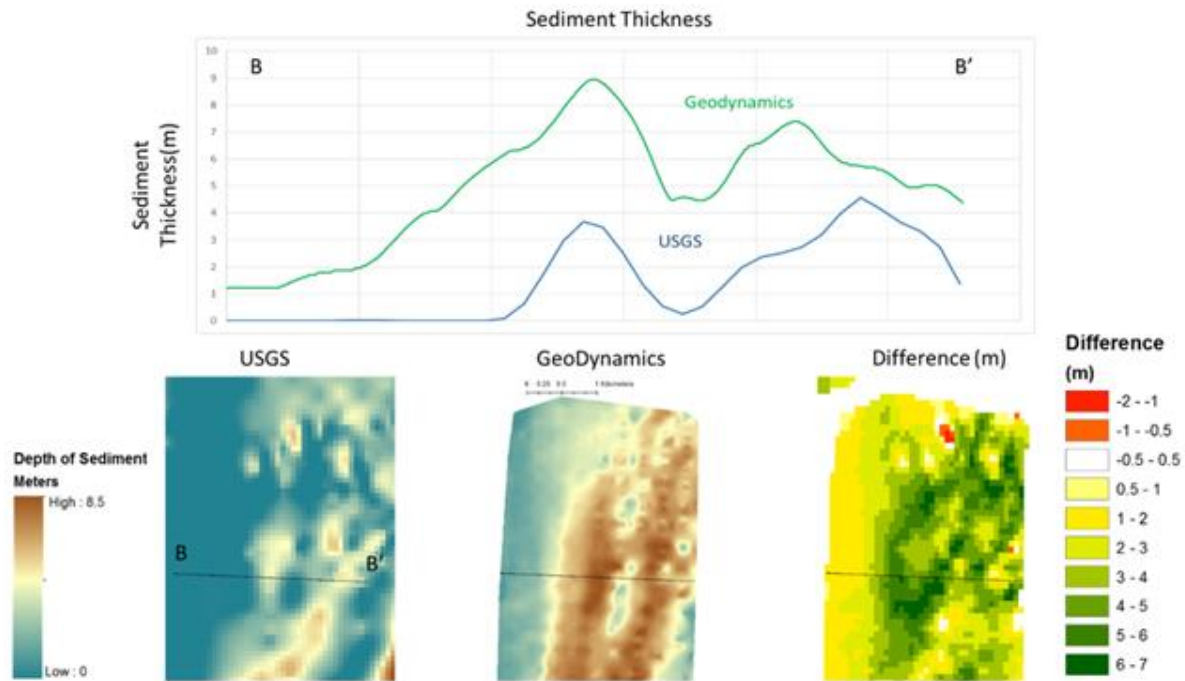 Sediment Thickness
Sediment
Thickness(m)
10
9
8
7
6
5
4
3
2
1
0
B
B'
Geodynamics
USGS
USGS
GeoDynamics
Difference (m)
Depth of Sediment
Meters
High : 8.5
Low : 0
B
B'
1 Kilometers
Difference
(m)
-2 - -1
-1 - -0.5
-0.5 - 0.5
0.5 - 1
1 - 2
2 - 3
3 - 4
4 - 5
5 - 6
6 - 7